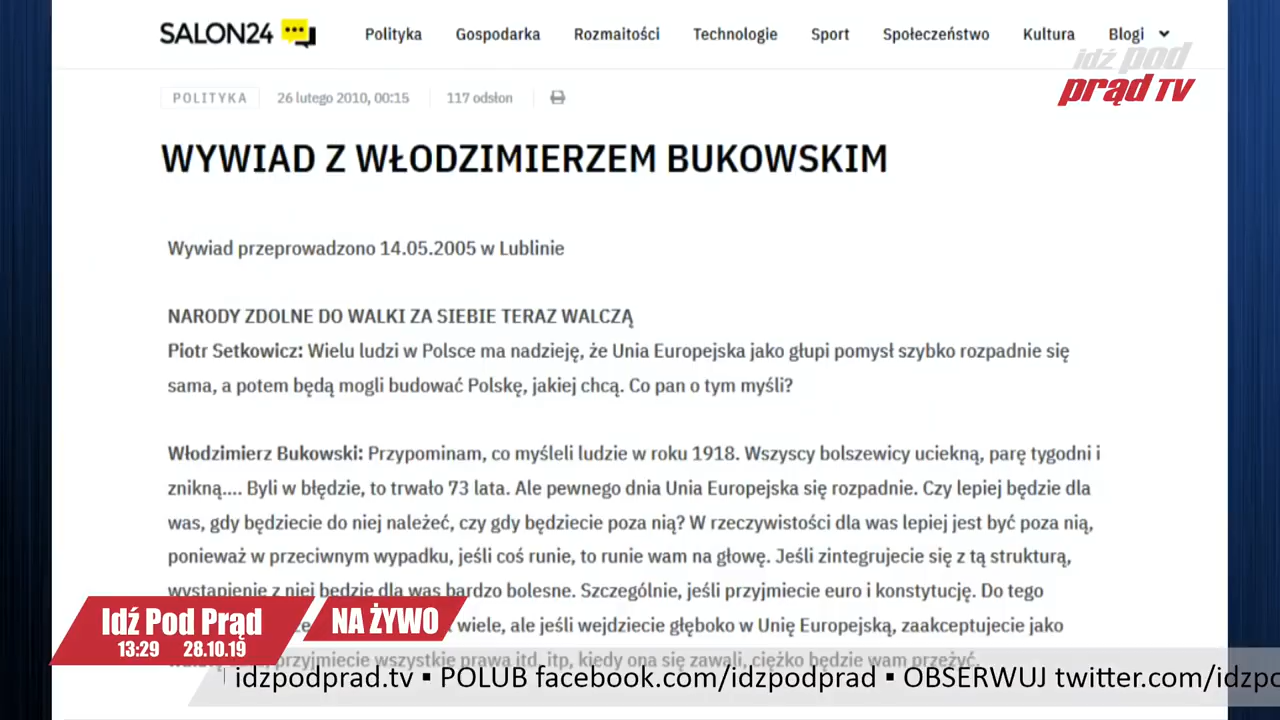 SALON24
Polityka Gospodarka Rozmaitości Technologie Sport Społeczeństwo Kultura Blogi
idź pod
prąd TV
POLITYKA 26 lutego 2010, 00:15 117 odsłon
WYWIAD Z WŁODZIMIERZEM BUKOWSKIM
Wywiad przeprowadzono 14.05.2005 w Lublinie
NARODY ZDOLNE DO WALKI ZA SIEBIE TERAZ WALCZĄ
Piotr Setkowicz: Wielu ludzi w Polsce ma nadzieję, że Unia Europejska jako głupi pomysł szybko rozpadnie się
sama, a potem będą mogli budować Polskę, jakiej chcą. Co pan o tym myśli?
Włodzimierz Bukowski: Przypominam, co myśleli ludzie w roku 1918. Wszyscy bolszewicy uciekną, parę tygodni i
znikną.... Byli w błędzie, to trwało 73 lata. Ale pewnego dnia Unia Europejska się rozpadnie. Czy lepiej będzie dla
was, gdy będziecie do niej należeć, czy gdy będziecie poza nią? W rzeczywistości dla was lepiej jest być poza nią,
ponieważ w przeciwnym wypadku, jeśli coś runie, to runie wam na głowę. Jeśli zintegrujecie się z tą strukturą,
wystąpienie z niej będzie dla was bardzo bolesne. Szczególnie, jeśli przyjmiecie euro i konstytucję. Do tego
wiele, ale jeśli wejdziecie głęboko w Unię Europejską, zaakceptujecie jako
przyjmiecie wszystkie prawa itd, itp, kiedy ona się zawali, ciężko będzie wam przeżyć.
Idź Pod Prąd NA ŻYWO
13:29 28.10.19
idzpodprad.tv ▪ POLUB facebook.com/idzpodprad ▪ OBSERWUJ twitter.com/idzpo